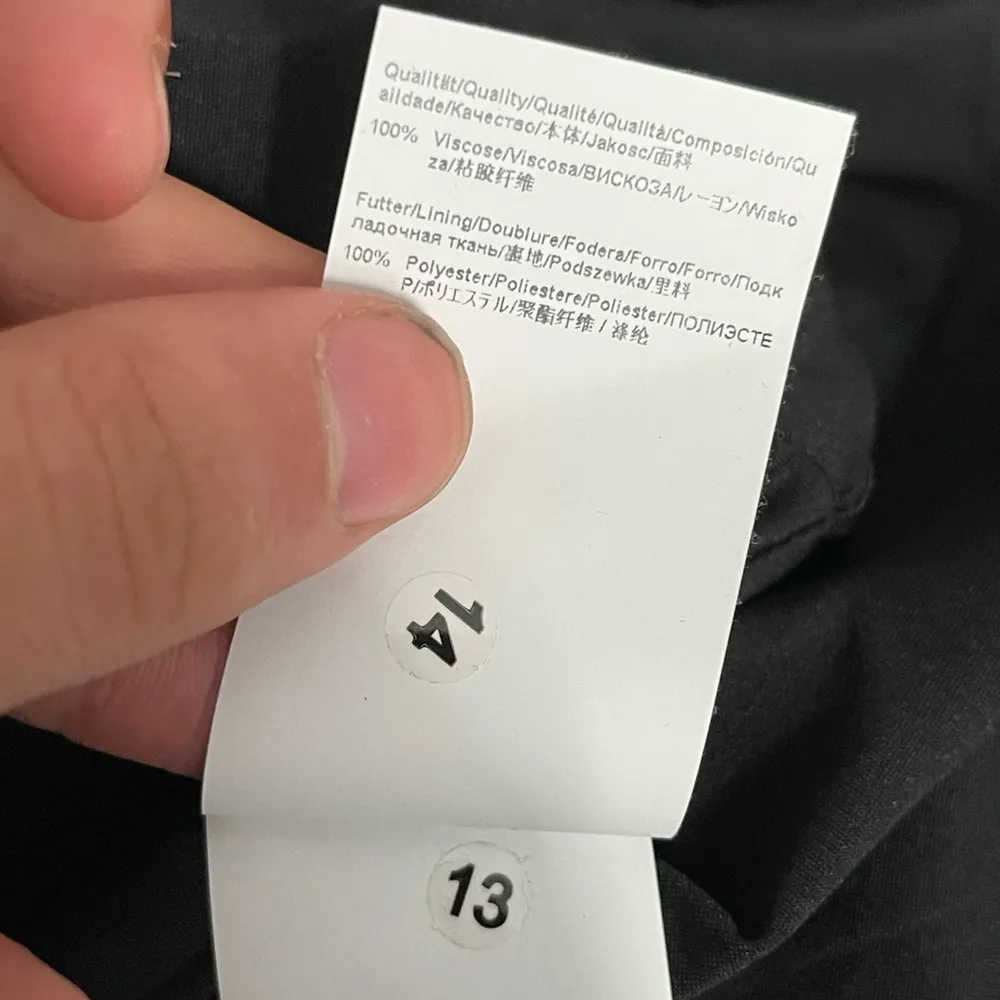 Qualität/Quality/Qualité/Qualità/Composición/Qu
alidade/Качество/本体/Jakosc/面料
100% Viscose/Viscosa/ВИСКОЗА/レーヨン/Wisko
za/粘胶纤维
Futter/Lining/Doublure/Fodera/Forro/Forro/Подк
ладочная ткань/裏地/Podszewka/里料
100% Polyester/Poliestere/Poliester/ПОЛИЭСТЕ
Р/ポリエステル/聚酯纤维 / 涤纶
14
13